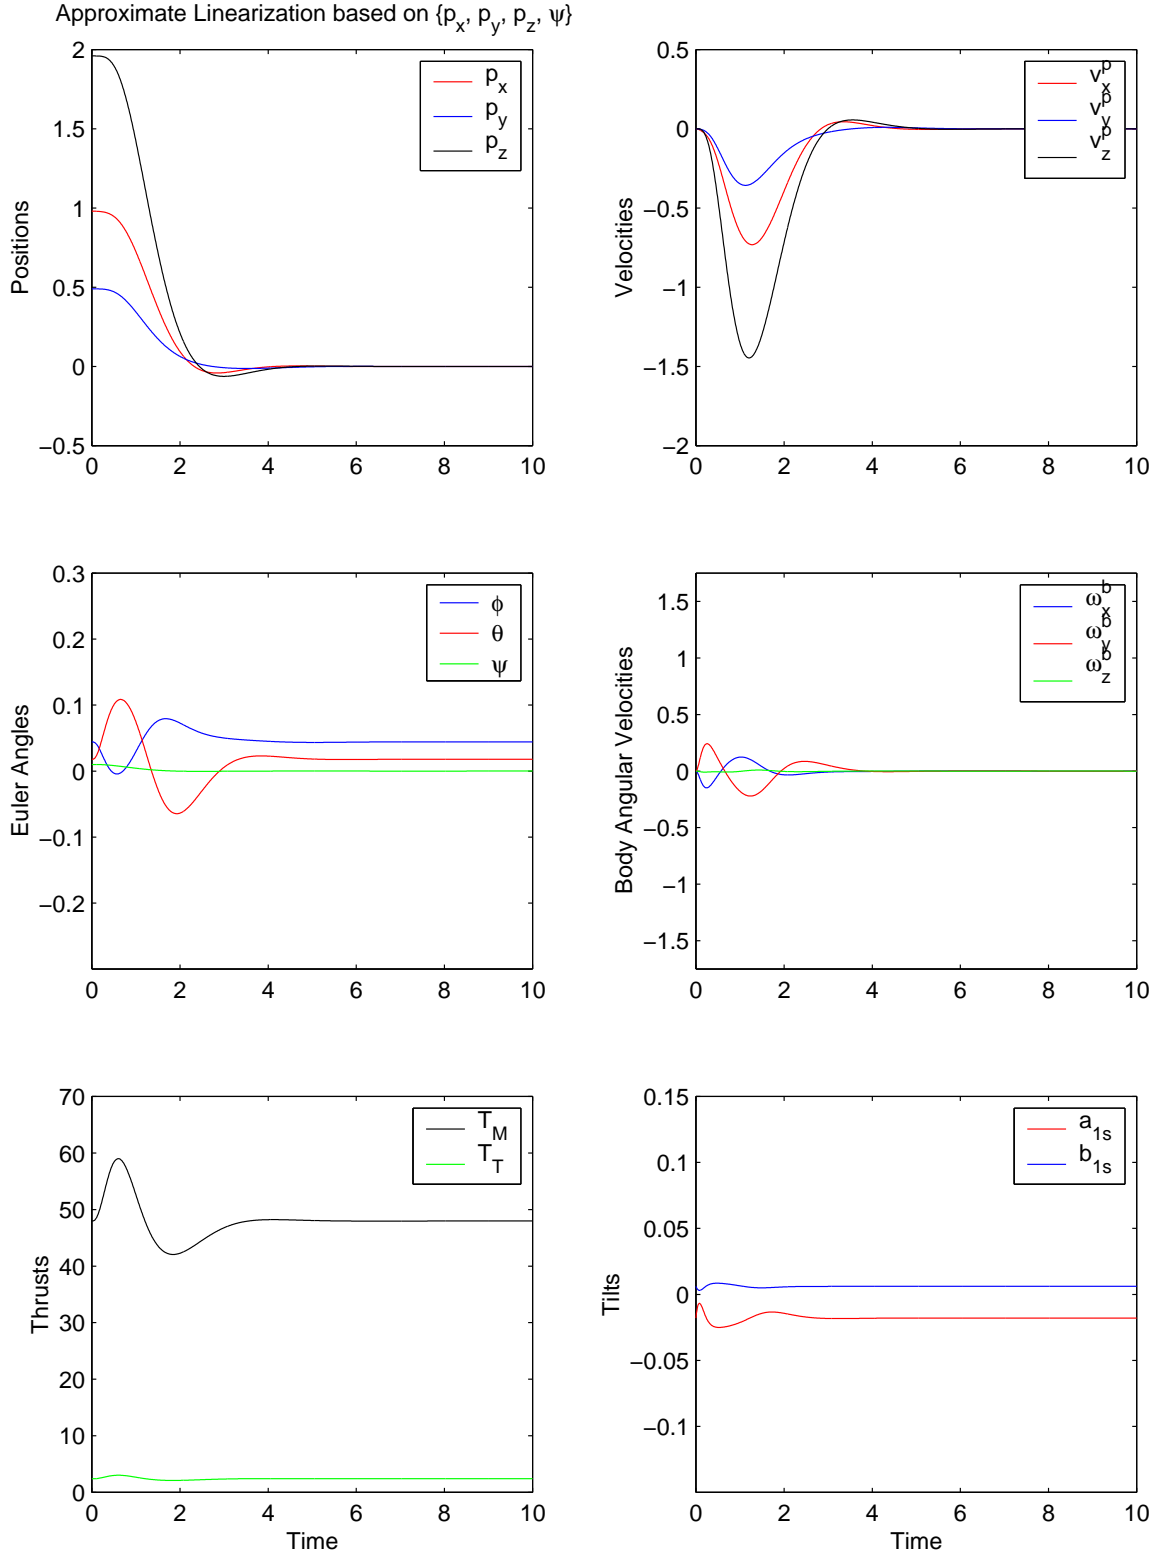 Approximate Linearization based on {p_x, p_y, p_z, ψ}
2
1.5
1
0.5
0
−0.5
0 2 4 6 8 10
Positions
p_x
p_y
p_z
0.5
0
−0.5
−1
−1.5
−2
0 2 4 6 8 10
Velocities
v_x^p
v_y^p
v_z^p
0.3
0.2
0.1
0
−0.1
−0.2
0 2 4 6 8 10
Euler Angles
ϕ
θ
ψ
1.5
1
0.5
0
−0.5
−1
−1.5
0 2 4 6 8 10
Body Angular Velocities
ω_x^b
ω_y^b
ω_z^b
70
60
50
40
30
20
10
0
0 2 4 6 8 10
Thrusts
Time
T_M
T_T
0.15
0.1
0.05
0
−0.05
−0.1
0 2 4 6 8 10
Tilts
Time
a_1s
b_1s